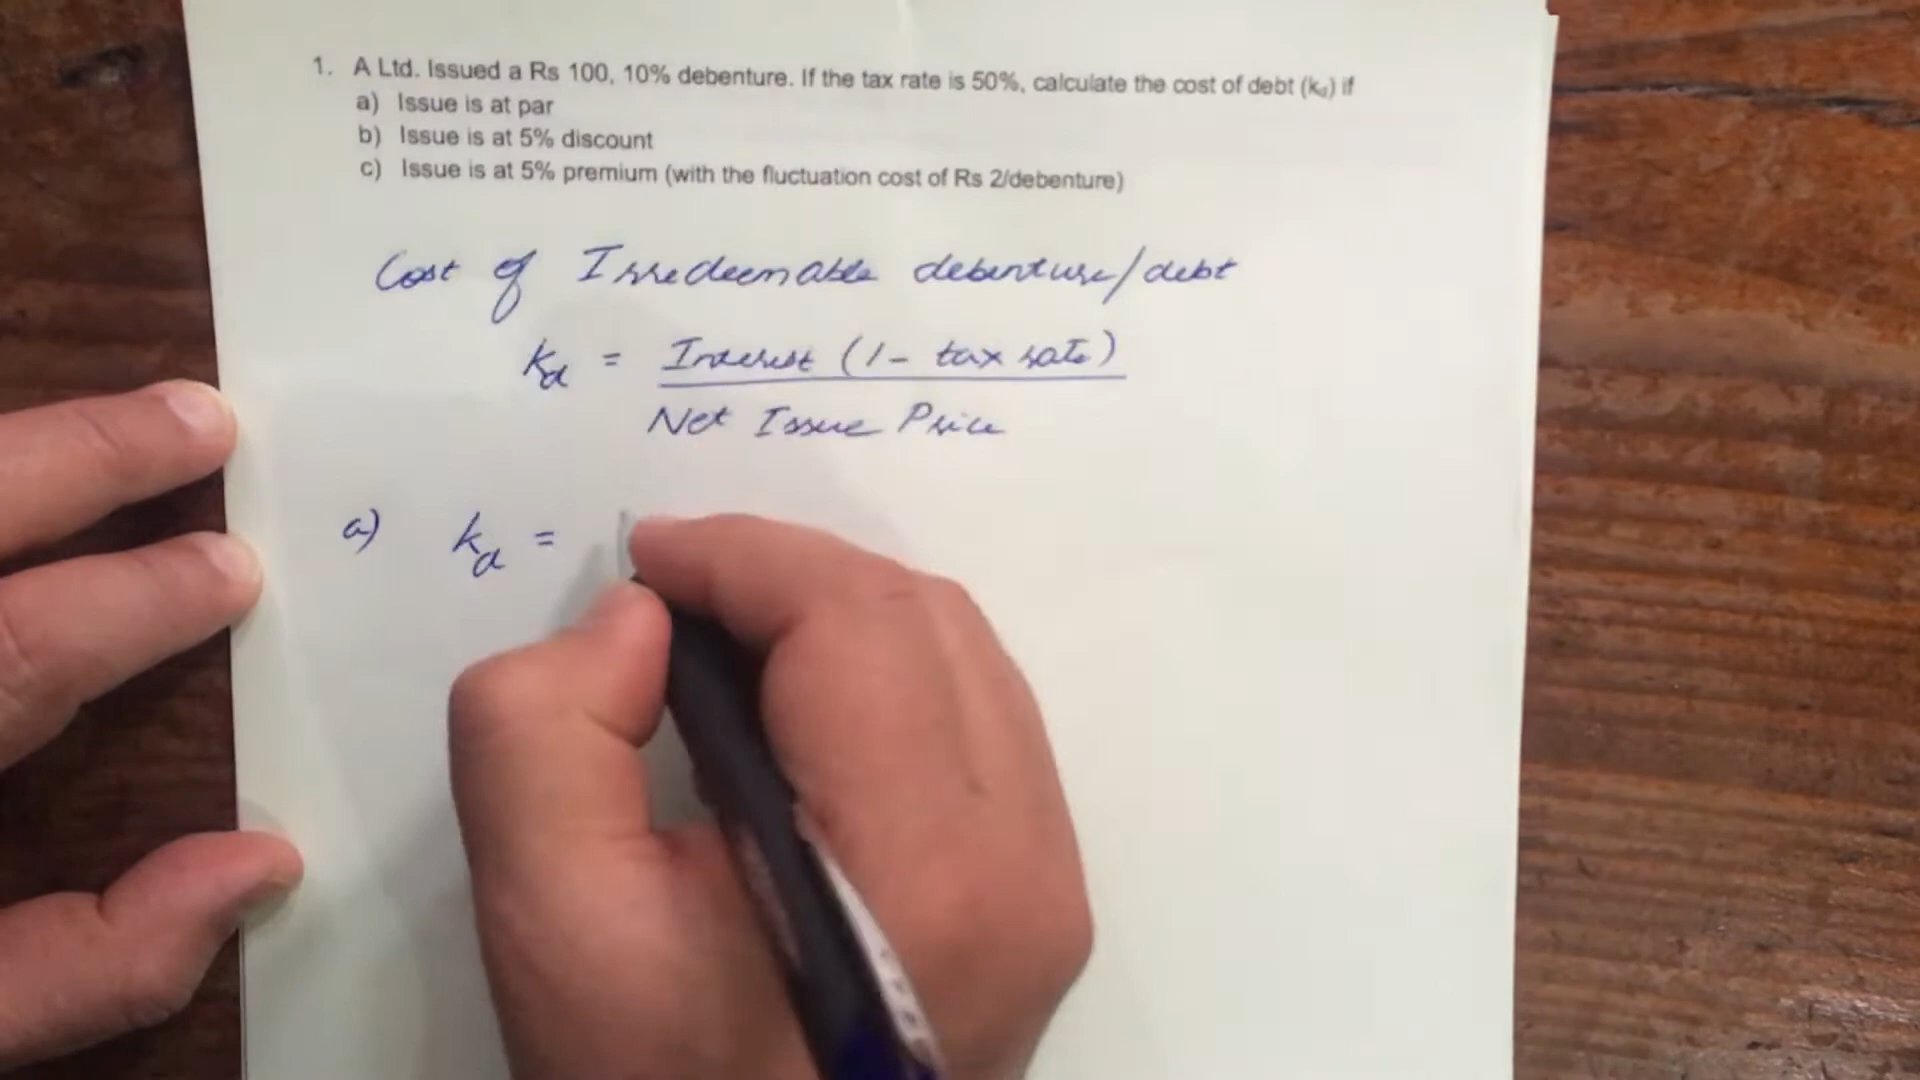 1. A Ltd. Issued a Rs 100, 10% debenture. If the tax rate is 50%, calculate the cost of debt (kd) if
a) Issue is at par
b) Issue is at 5% discount
c) Issue is at 5% premium (with the fluctuation cost of Rs 2/debenture)
Cost of Irredeemable debenture/debt
kd = Interest (1- tax rate)
Net Issue Price
a) kd =